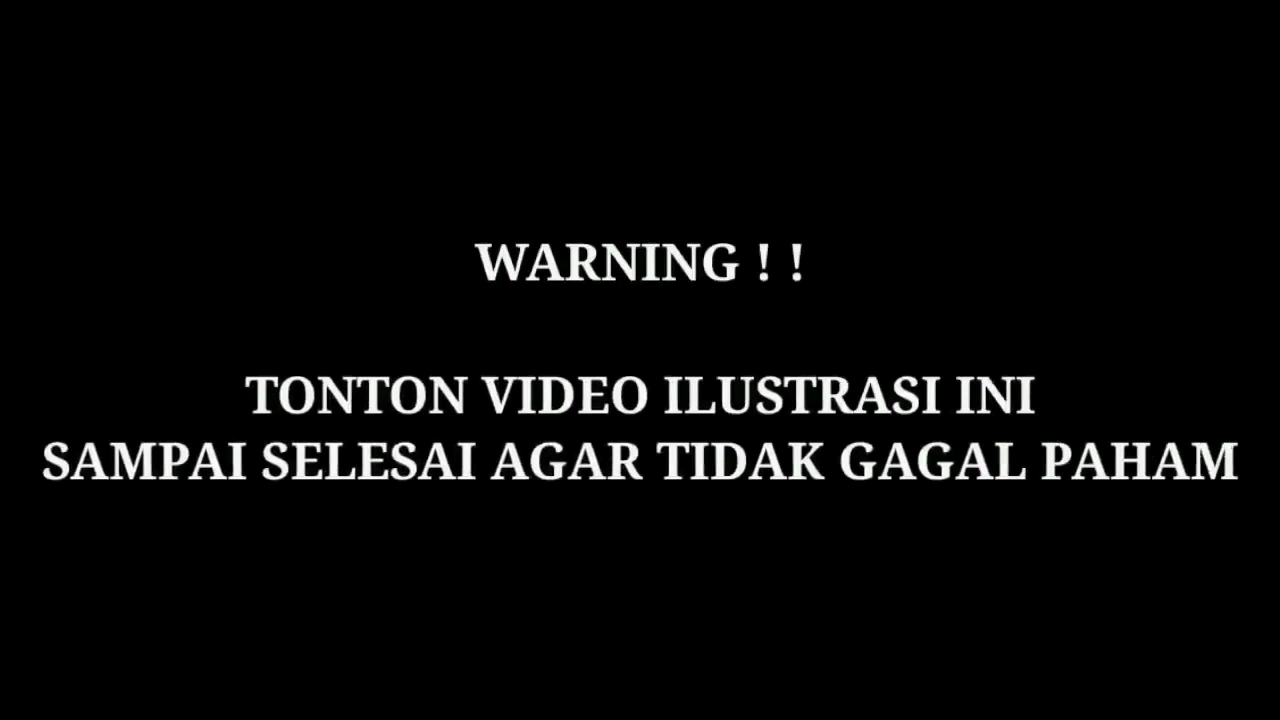 WARNING ! !
TONTON VIDEO ILUSTRASI INI
SAMPAI SELESAI AGAR TIDAK GAGAL PAHAM